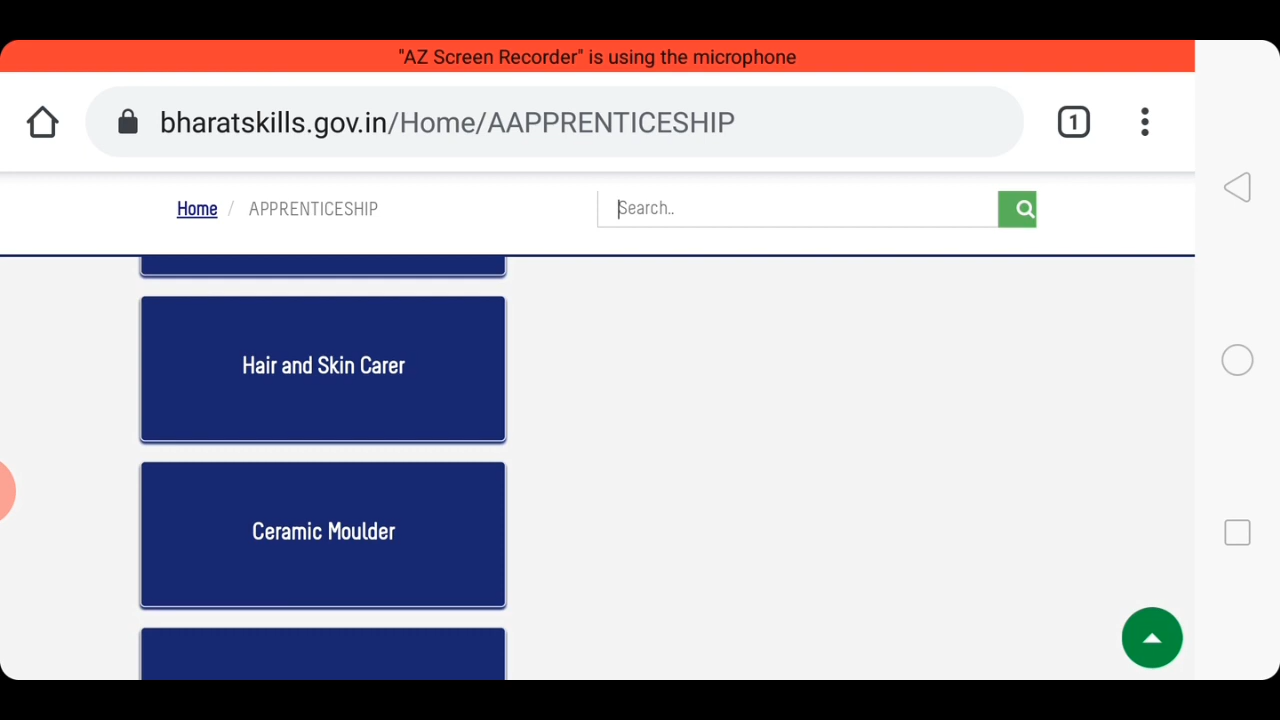 "AZ Screen Recorder" is using the microphone
bharatskills.gov.in/Home/AAPPRENTICESHIP
1
Home / APPRENTICESHIP
Search..
Hair and Skin Carer
Ceramic Moulder